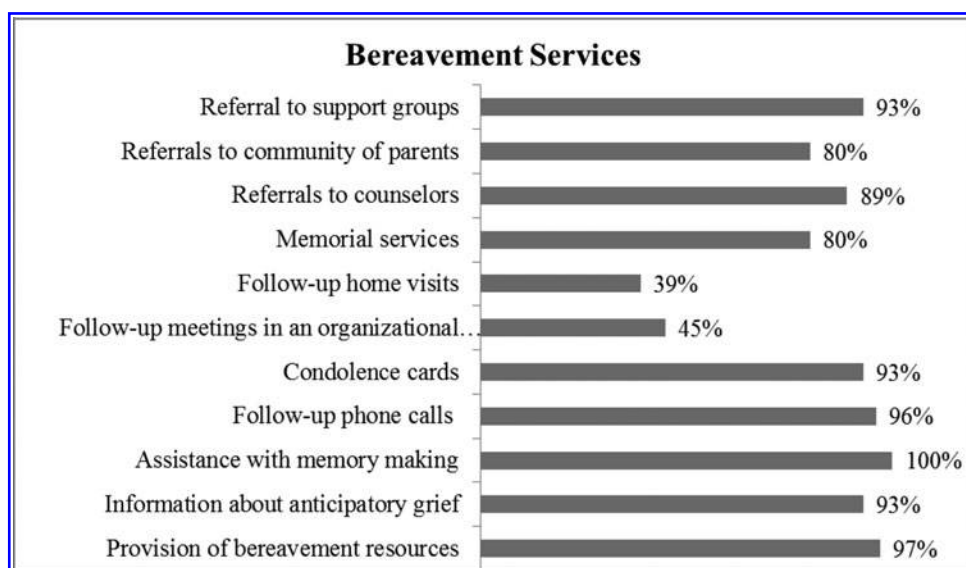 Bereavement Services
Referral to support groups 93%
Referrals to community of parents 80%
Referrals to counselors 89%
Memorial services 80%
Follow-up home visits 39%
Follow-up meetings in an organizational… 45%
Condolence cards 93%
Follow-up phone calls 96%
Assistance with memory making 100%
Information about anticipatory grief 93%
Provision of bereavement resources 97%